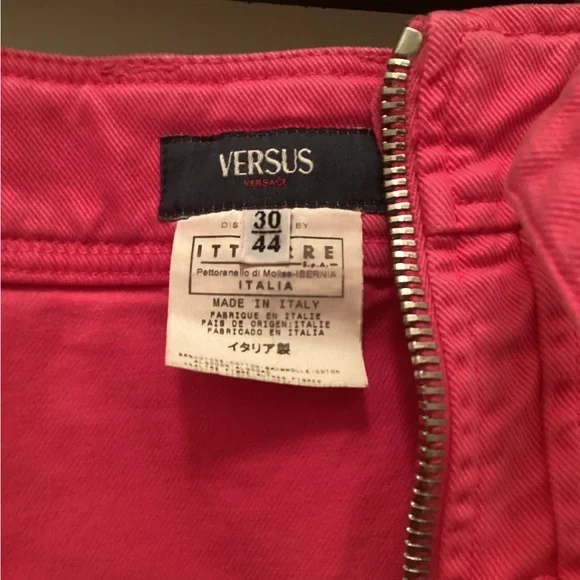 VERSUS
VERSACE
30
44
BY
S.p.A.
Pettoranello di Molise-ISERNIA
ITALIA
MADE IN ITALY
FABRIQUE EN ITALIE
PAIS DE ORIGEN:ITALIE
FABRICADO EN ITALIA
イタリア製